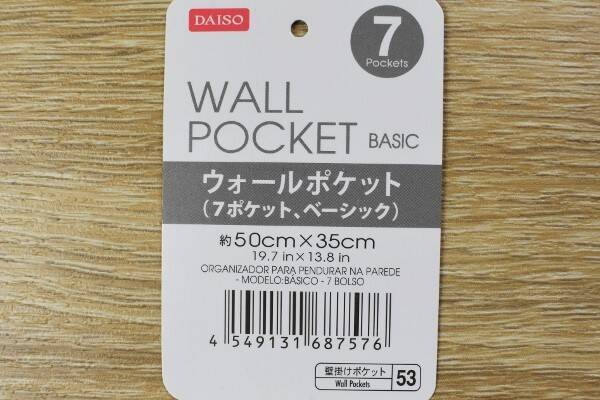 DAISO
7
Pockets
WALL
POCKET BASIC
ウォールポケット
(7ポケット、ベーシック)
約50cm×35cm
19.7 in×13.8 in
ORGANIZADOR PARA PENDURAR NA PAREDE
- MODELO:BÁSICO - 7 BOLSO
4 549131 687576
壁掛けポケット
Wall Pockets
53